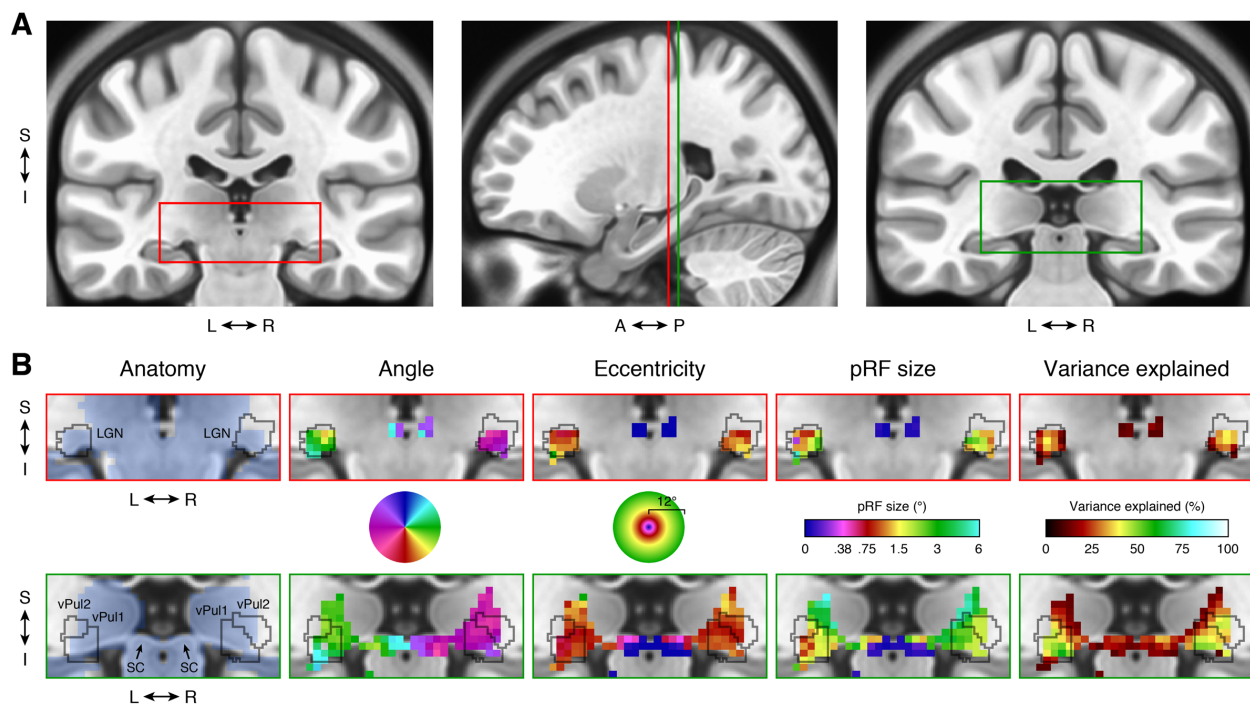 A
S
I
L R
A P
L R
B
Anatomy Angle Eccentricity pRF size Variance explained
S
I
LGN LGN
L R
12°
pRF size (°)
0 .38 .75 1.5 3 6
Variance explained (%)
0 25 50 75 100
S
I
vPul2 vPul1 vPul1 vPul2
SC SC
L R